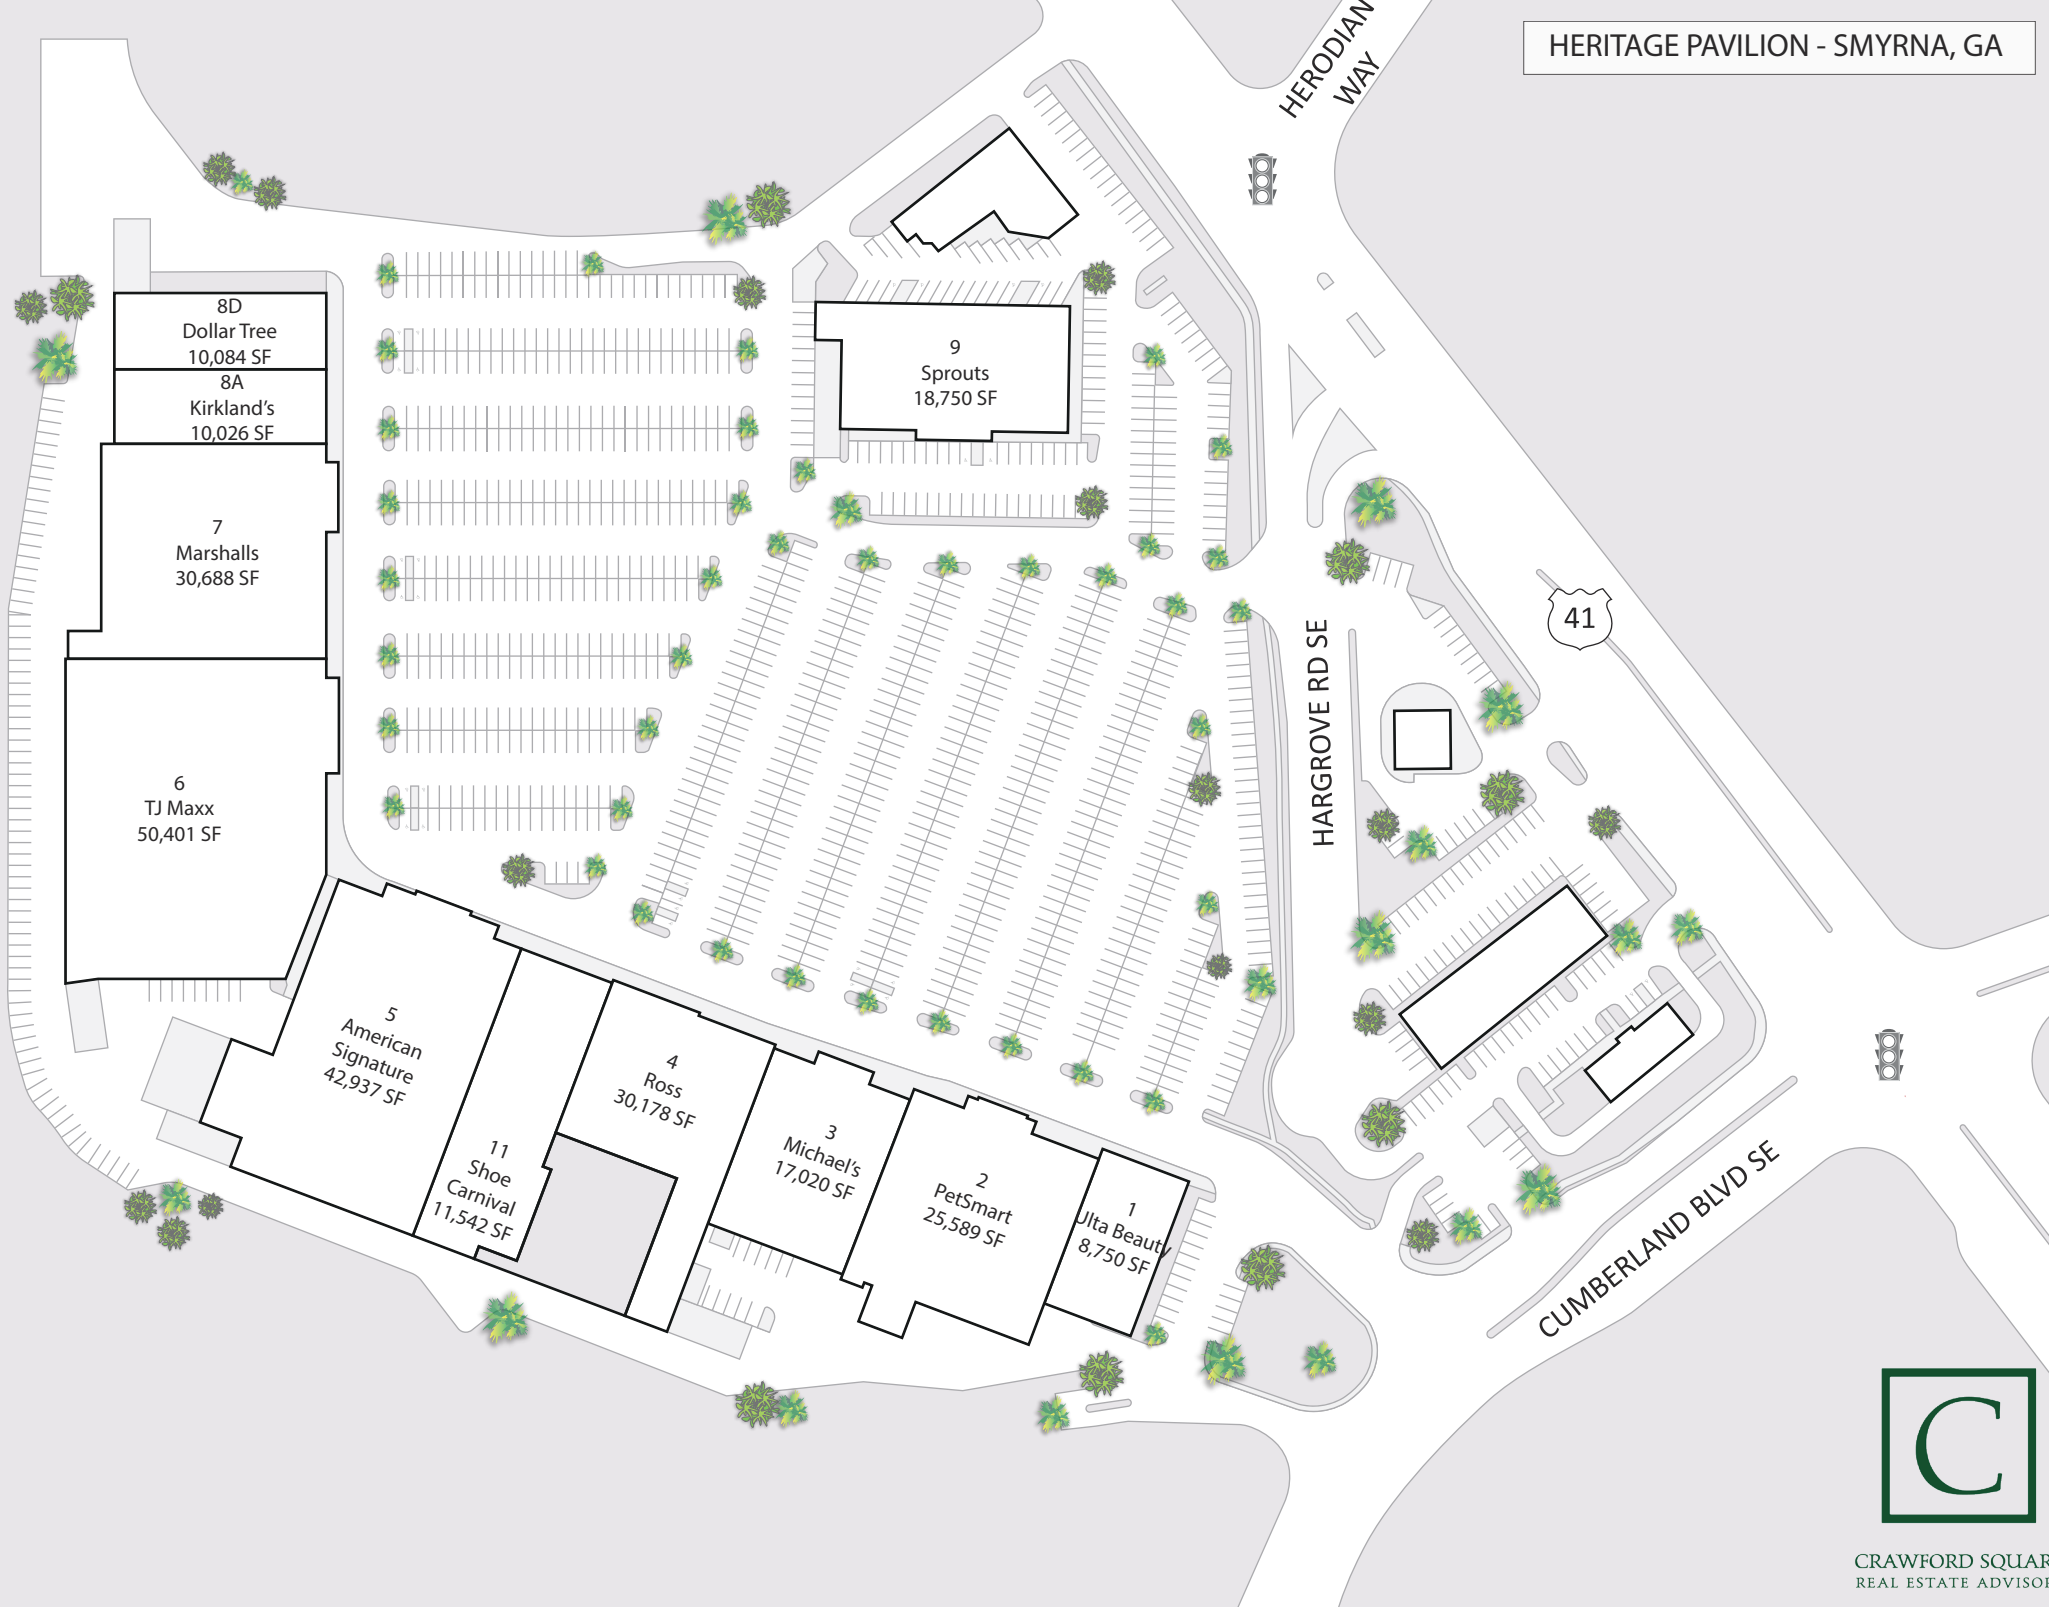 HERITAGE PAVILION - SMYRNA, GA
HERODIAN
WAY
8D
Dollar Tree
10,084 SF
8A
Kirkland's
10,026 SF
7
Marshalls
30,688 SF
6
TJ Maxx
50,401 SF
5
American
Signature
42,937 SF
11
Shoe
Carnival
11,542 SF
4
Ross
30,178 SF
3
Michael's
17,020 SF
2
PetSmart
25,589 SF
1
Ulta Beauty
8,750 SF
9
Sprouts
18,750 SF
HARGROVE RD SE
41
CUMBERLAND BLVD SE
C
CRAWFORD SQUAR
REAL ESTATE ADVISOR